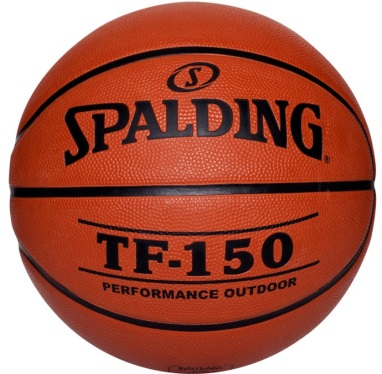 S
SPALDING
TF-150
PERFORMANCE OUTDOOR